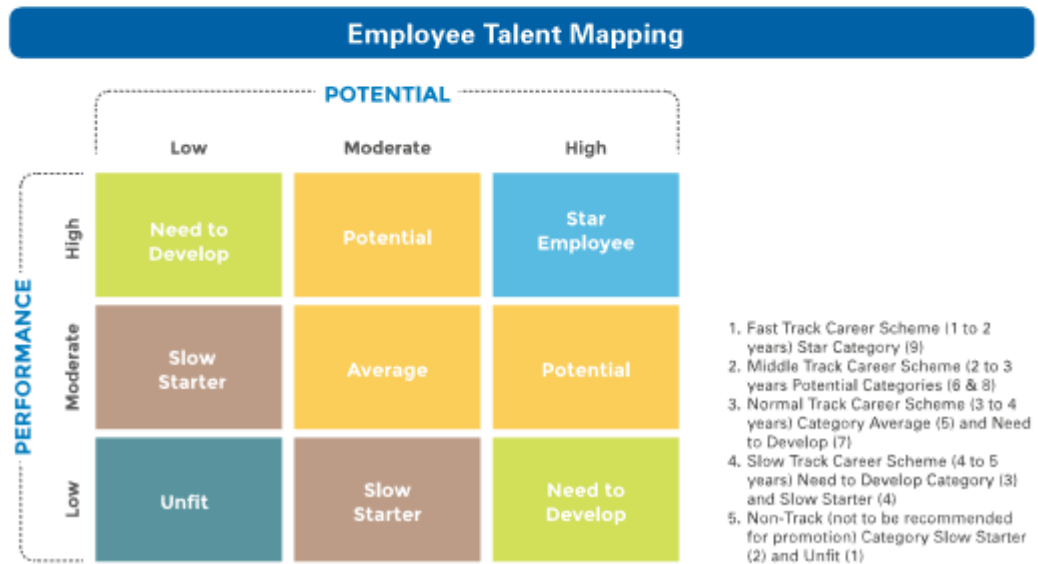 Employee Talent Mapping
POTENTIAL
Low Moderate High
PERFORMANCE
High
Need to
Develop
Potential
Star
Employee
Moderate
Slow
Starter
Average
Potential
Low
Unfit
Slow
Starter
Need to
Develop
1. Fast Track Career Scheme (1 to 2
years) Star Category (9)
2. Middle Track Career Scheme (2 to 3
years Potential Categories (6 & 8)
3. Normal Track Career Scheme (3 to 4
years) Category Average (5) and Need
to Develop (7)
4. Slow Track Career Scheme (4 to 5
years) Need to Develop Category (3)
and Slow Starter (4)
5. Non-Track (not to be recommended
for promotion) Category Slow Starter
(2) and Unfit (1)